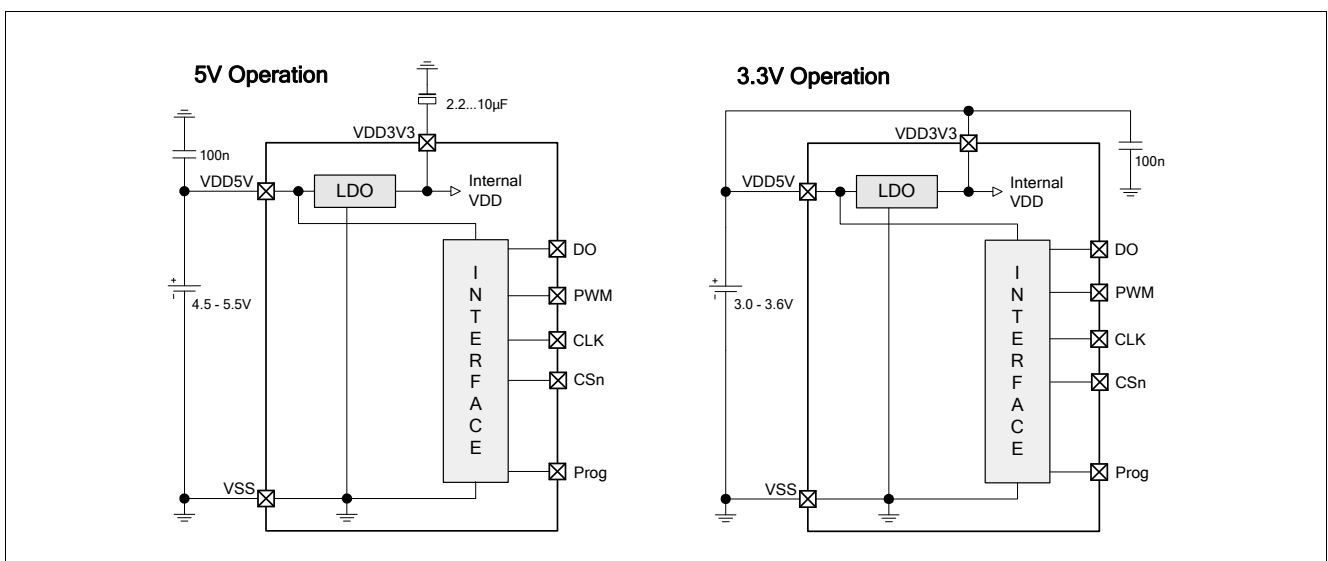 5V Operation
2.2...10µF
VDD3V3
100n
VDD5V
LDO
Internal
VDD
DO
+
-
4.5 - 5.5V
I
N
T
E
R
F
A
C
E
PWM
CLK
CSn
Prog
VSS
3.3V Operation
VDD3V3
100n
VDD5V
LDO
Internal
VDD
DO
+
-
3.0 - 3.6V
I
N
T
E
R
F
A
C
E
PWM
CLK
CSn
Prog
VSS